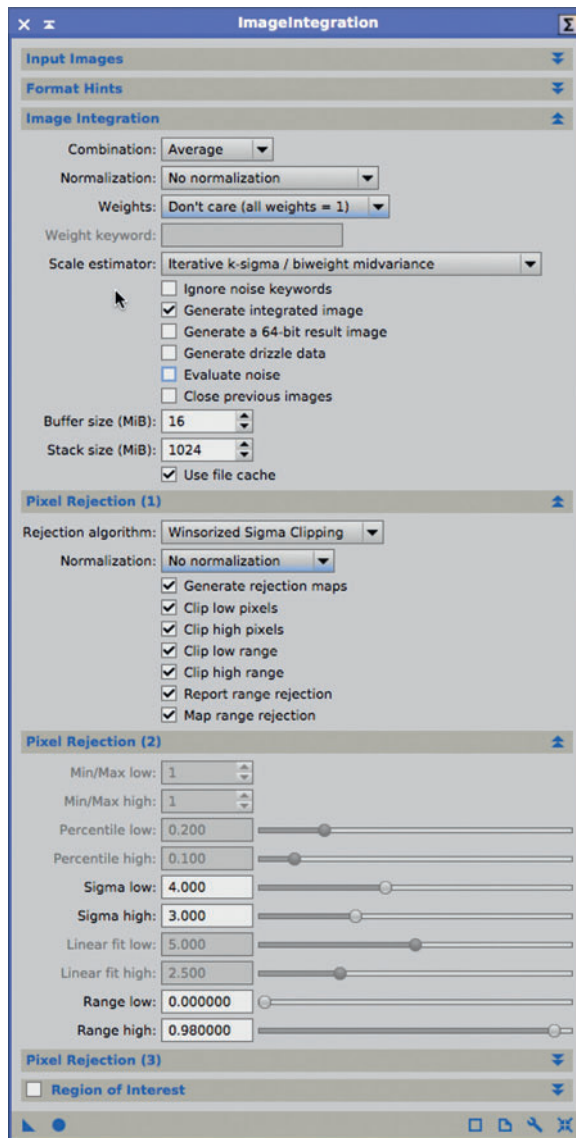 ImageIntegration
Σ
Input Images
Format Hints
Image Integration
Combination: Average
Normalization: No normalization
Weights: Don't care (all weights = 1)
Weight keyword:
Scale estimator: Iterative k-sigma / biweight midvariance
Ignore noise keywords
Generate integrated image
Generate a 64-bit result image
Generate drizzle data
Evaluate noise
Close previous images
Buffer size (MiB): 16
Stack size (MiB): 1024
Use file cache
Pixel Rejection (1)
Rejection algorithm: Winsorized Sigma Clipping
Normalization: No normalization
Generate rejection maps
Clip low pixels
Clip high pixels
Clip low range
Clip high range
Report range rejection
Map range rejection
Pixel Rejection (2)
Min/Max low: 1
Min/Max high: 1
Percentile low: 0.200
Percentile high: 0.100
Sigma low: 4.000
Sigma high: 3.000
Linear fit low: 5.000
Linear fit high: 2.500
Range low: 0.000000
Range high: 0.980000
Pixel Rejection (3)
Region of Interest